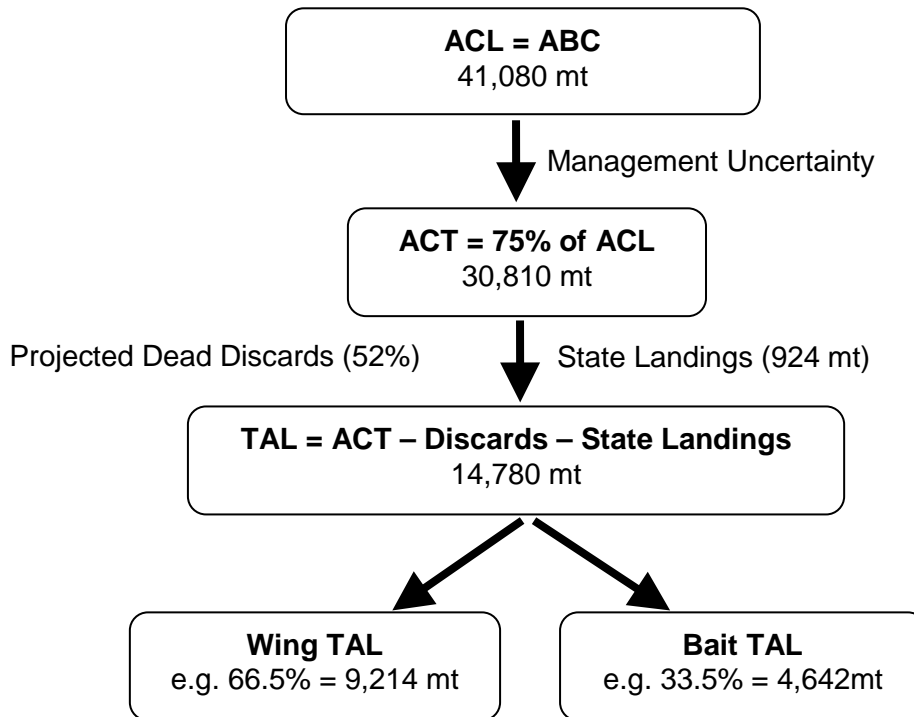 ACL = ABC
41,080 mt
Management Uncertainty
ACT = 75% of ACL
30,810 mt
Projected Dead Discards (52%)
State Landings (924 mt)
TAL = ACT – Discards – State Landings
14,780 mt
Wing TAL
e.g. 66.5% = 9,214 mt
Bait TAL
e.g. 33.5% = 4,642mt